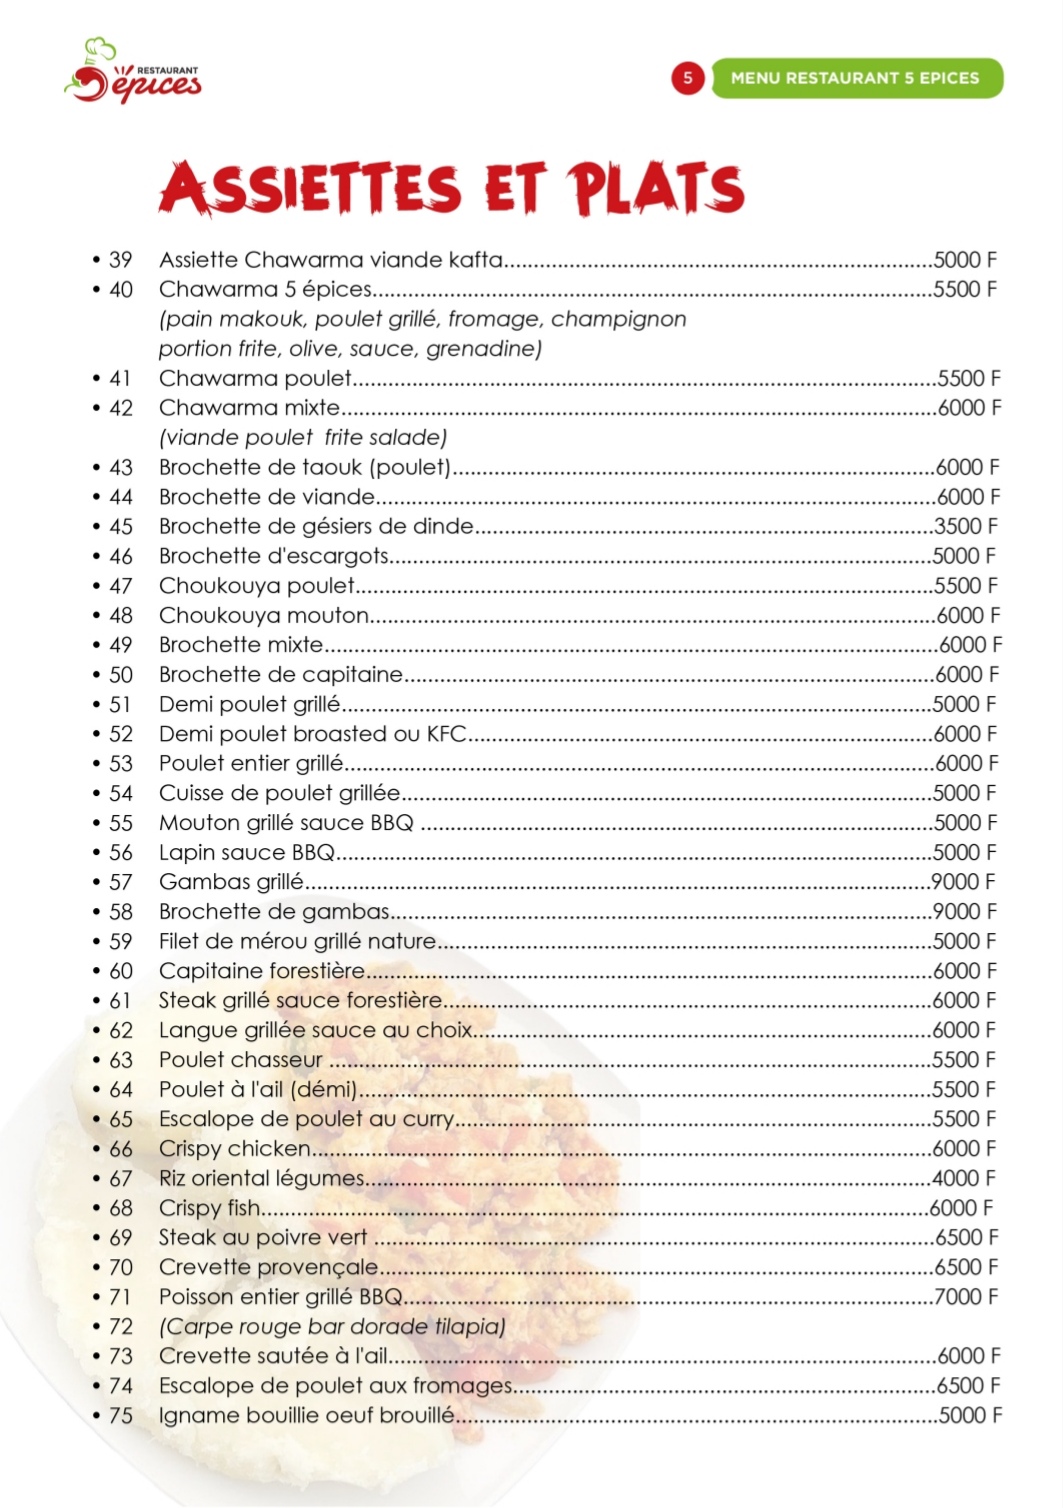 RESTAURANT
5 épices
5 MENU RESTAURANT 5 EPICES
ASSIETTES ET PLATS
• 39 Assiette Chawarma viande kafta..........5000 F
• 40 Chawarma 5 épices..........5500 F
(pain makouk, poulet grillé, fromage, champignon
portion frite, olive, sauce, grenadine)
• 41 Chawarma poulet..........5500 F
• 42 Chawarma mixte..........6000 F
(viande poulet frite salade)
• 43 Brochette de taouk (poulet)..........6000 F
• 44 Brochette de viande..........6000 F
• 45 Brochette de gésiers de dinde..........3500 F
• 46 Brochette d'escargots..........5000 F
• 47 Choukouya poulet..........5500 F
• 48 Choukouya mouton..........6000 F
• 49 Brochette mixte..........6000 F
• 50 Brochette de capitaine..........6000 F
• 51 Demi poulet grillé..........5000 F
• 52 Demi poulet broasted ou KFC..........6000 F
• 53 Poulet entier grillé..........6000 F
• 54 Cuisse de poulet grillée..........5000 F
• 55 Mouton grillé sauce BBQ ..........5000 F
• 56 Lapin sauce BBQ..........5000 F
• 57 Gambas grillé..........9000 F
• 58 Brochette de gambas..........9000 F
• 59 Filet de mérou grillé nature..........5000 F
• 60 Capitaine forestière..........6000 F
• 61 Steak grillé sauce forestière..........6000 F
• 62 Langue grillée sauce au choix..........6000 F
• 63 Poulet chasseur ..........5500 F
• 64 Poulet à l'ail (démi)..........5500 F
• 65 Escalope de poulet au curry..........5500 F
• 66 Crispy chicken..........6000 F
• 67 Riz oriental légumes..........4000 F
• 68 Crispy fish..........6000 F
• 69 Steak au poivre vert ..........6500 F
• 70 Crevette provençale..........6500 F
• 71 Poisson entier grillé BBQ..........7000 F
• 72 (Carpe rouge bar dorade tilapia)
• 73 Crevette sautée à l'ail..........6000 F
• 74 Escalope de poulet aux fromages..........6500 F
• 75 Igname bouillie oeuf brouillé..........5000 F